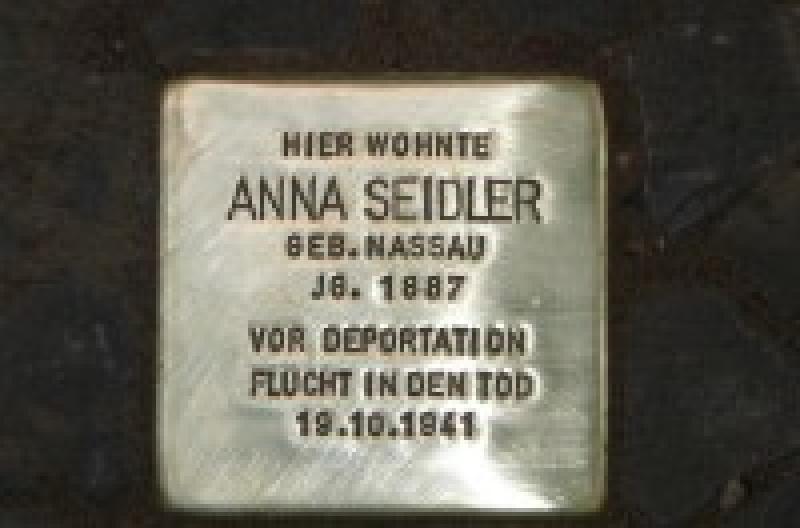 HIER WOHNTE
ANNA SEIDLER
GEB. NASSAU
JG. 1887
VOR DEPORTATION
FLUCHT IN DEN TOD
19.10.1941